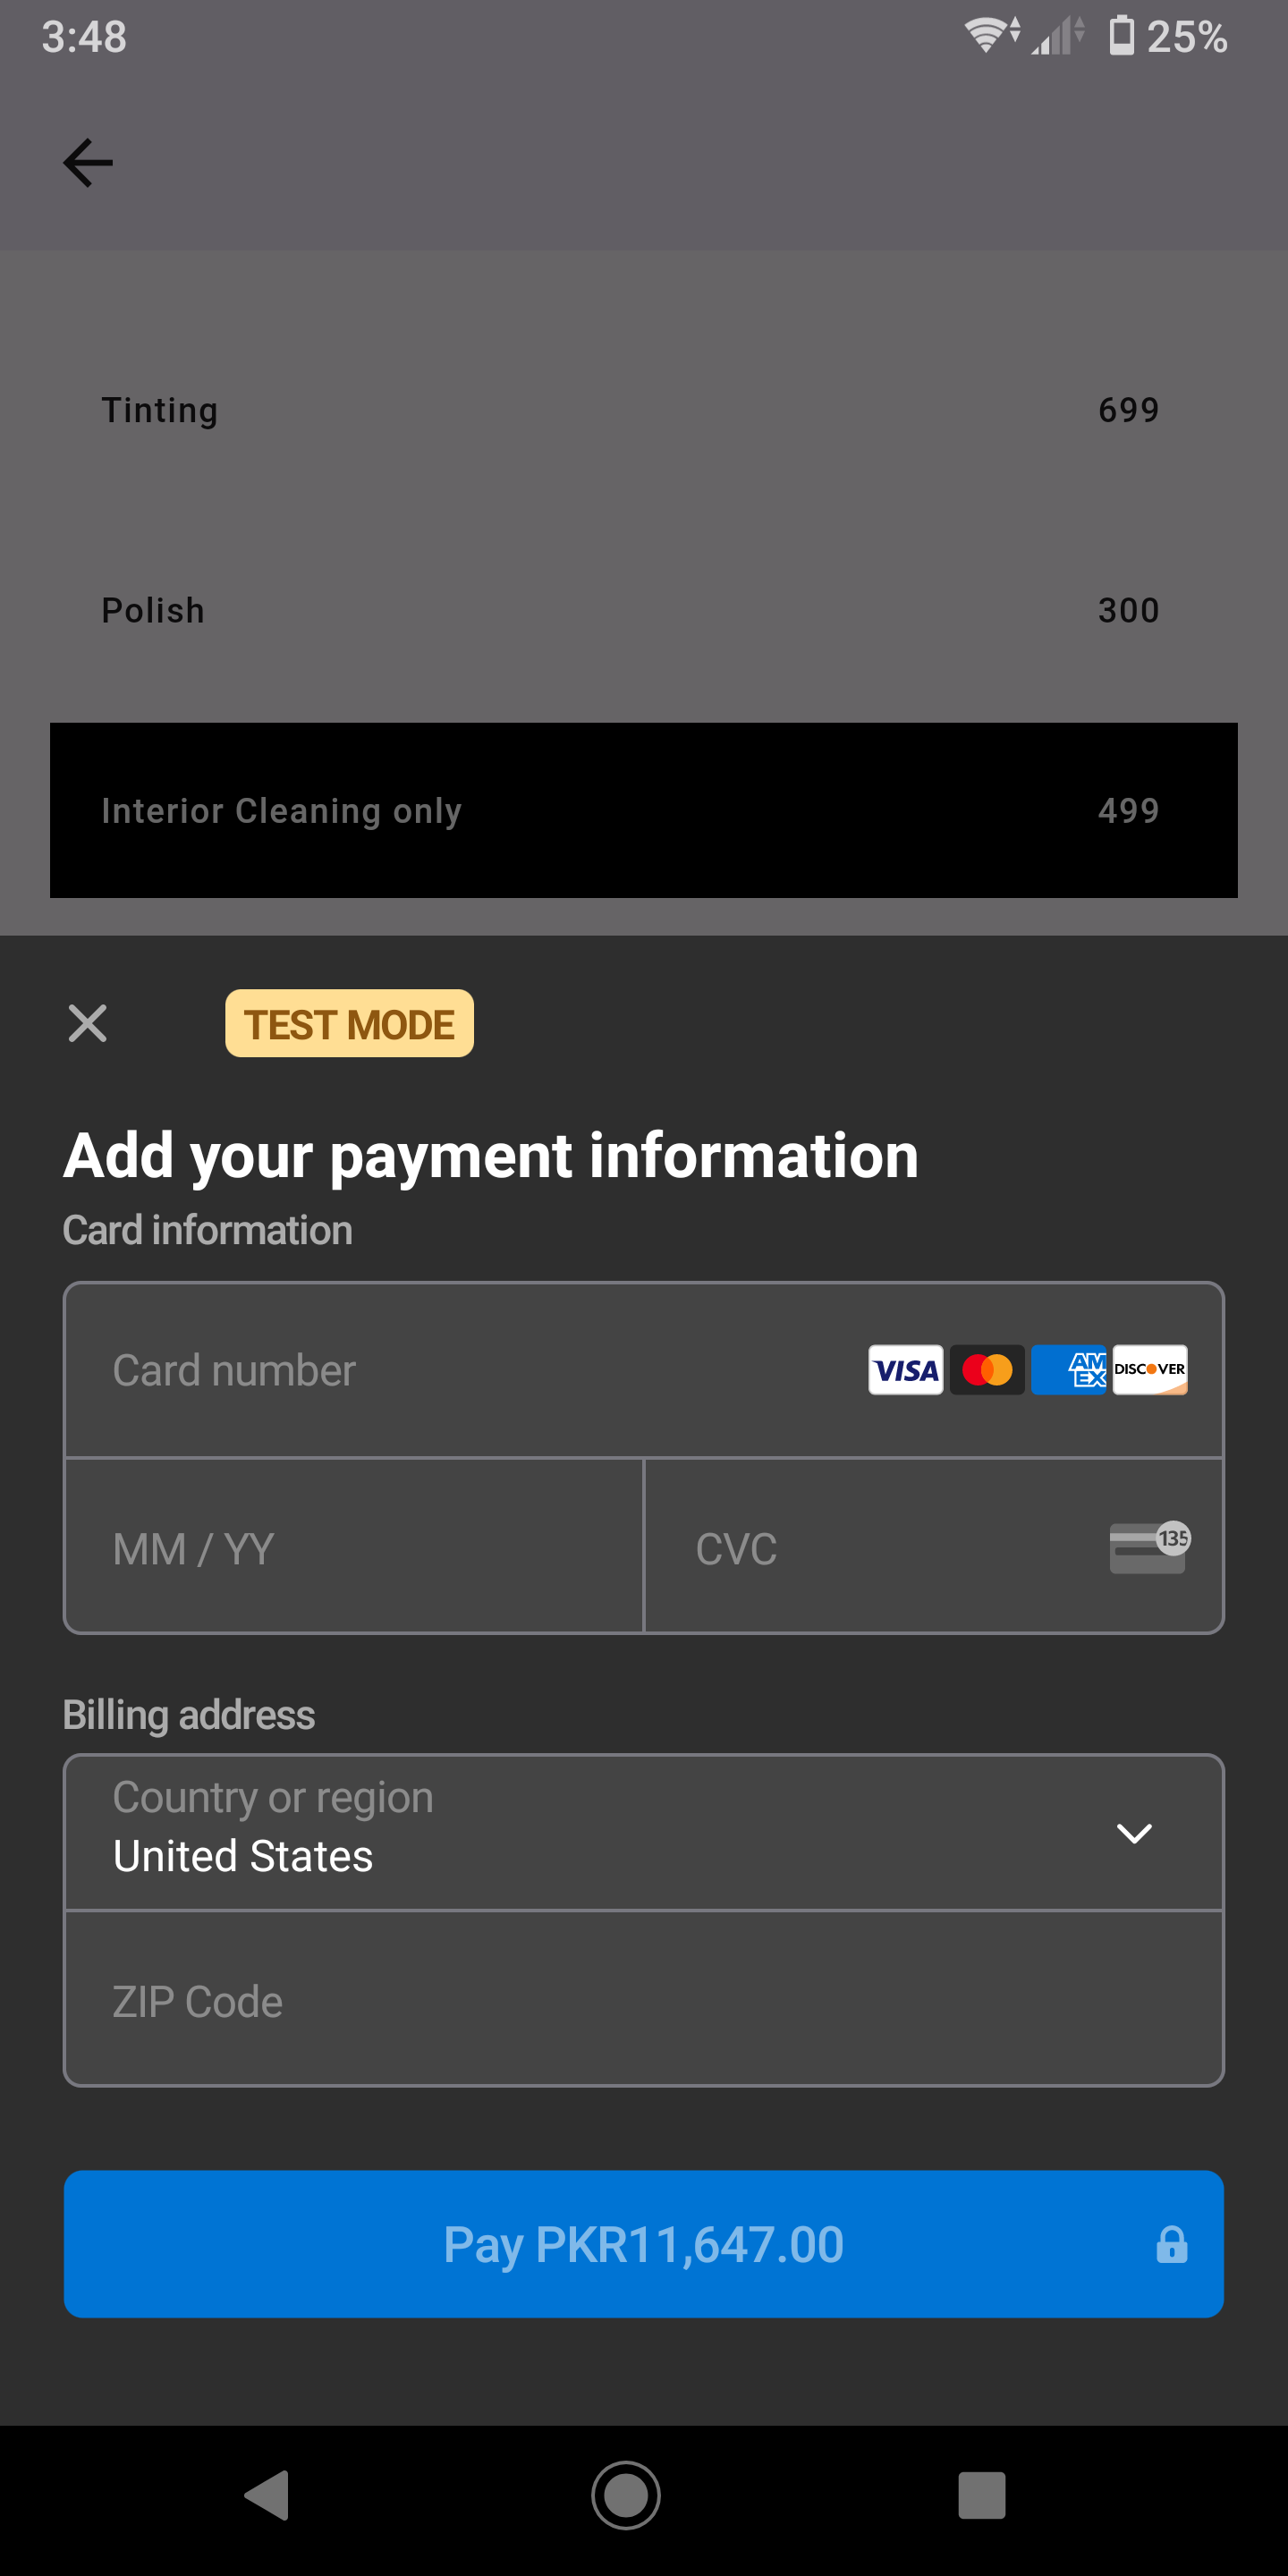 3:48 25%
Tinting 699
Polish 300
Interior Cleaning only 499
TEST MODE
Add your payment information
Card information
Card number VISA AM EX DISCOVER
MM / YY CVC 135
Billing address
Country or region
United States
ZIP Code
Pay PKR11,647.00